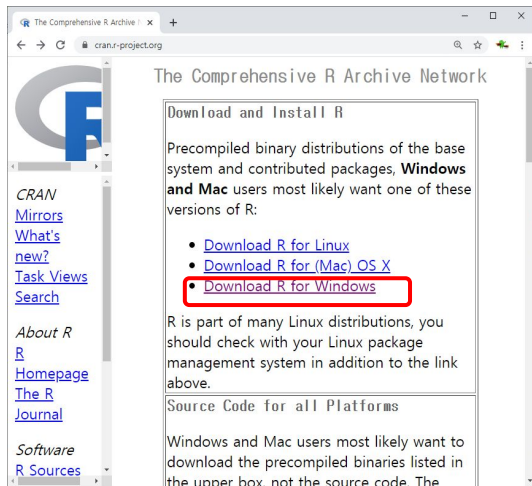 The Comprehensive R Archive N
cran.r-project.org
CRAN
Mirrors
What's
new?
Task Views
Search
About R
R
Homepage
The R
Journal
Software
R Sources
The Comprehensive R Archive Network
Download and Install R
Precompiled binary distributions of the base
system and contributed packages, Windows
and Mac users most likely want one of these
versions of R:
Download R for Linux
Download R for (Mac) OS X
Download R for Windows
R is part of many Linux distributions, you
should check with your Linux package
management system in addition to the link
above.
Source Code for all Platforms
Windows and Mac users most likely want to
download the precompiled binaries listed in
the upper box, not the source code. The